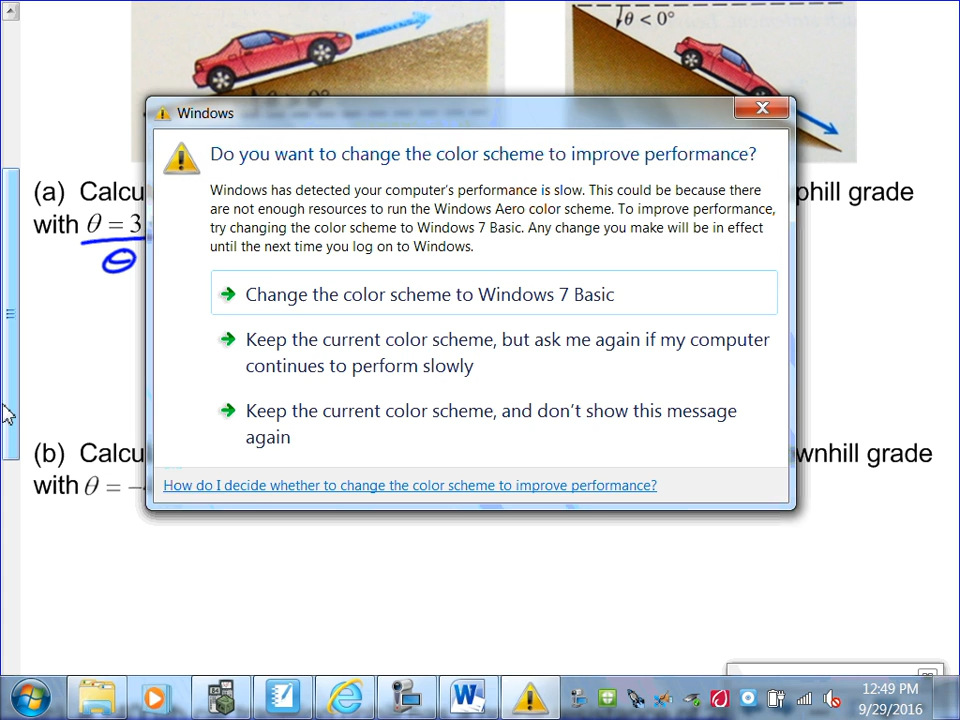 θ < 0°
Windows
Do you want to change the color scheme to improve performance?
(a) Calcu
phill grade
with θ = 3
Windows has detected your computer's performance is slow. This could be because there
are not enough resources to run the Windows Aero color scheme. To improve performance,
try changing the color scheme to Windows 7 Basic. Any change you make will be in effect
until the next time you log on to Windows.
θ
Change the color scheme to Windows 7 Basic
Keep the current color scheme, but ask me again if my computer
continues to perform slowly
Keep the current color scheme, and don't show this message
again
(b) Calcu
wnhill grade
with θ = –
How do I decide whether to change the color scheme to improve performance?
12:49 PM
9/29/2016